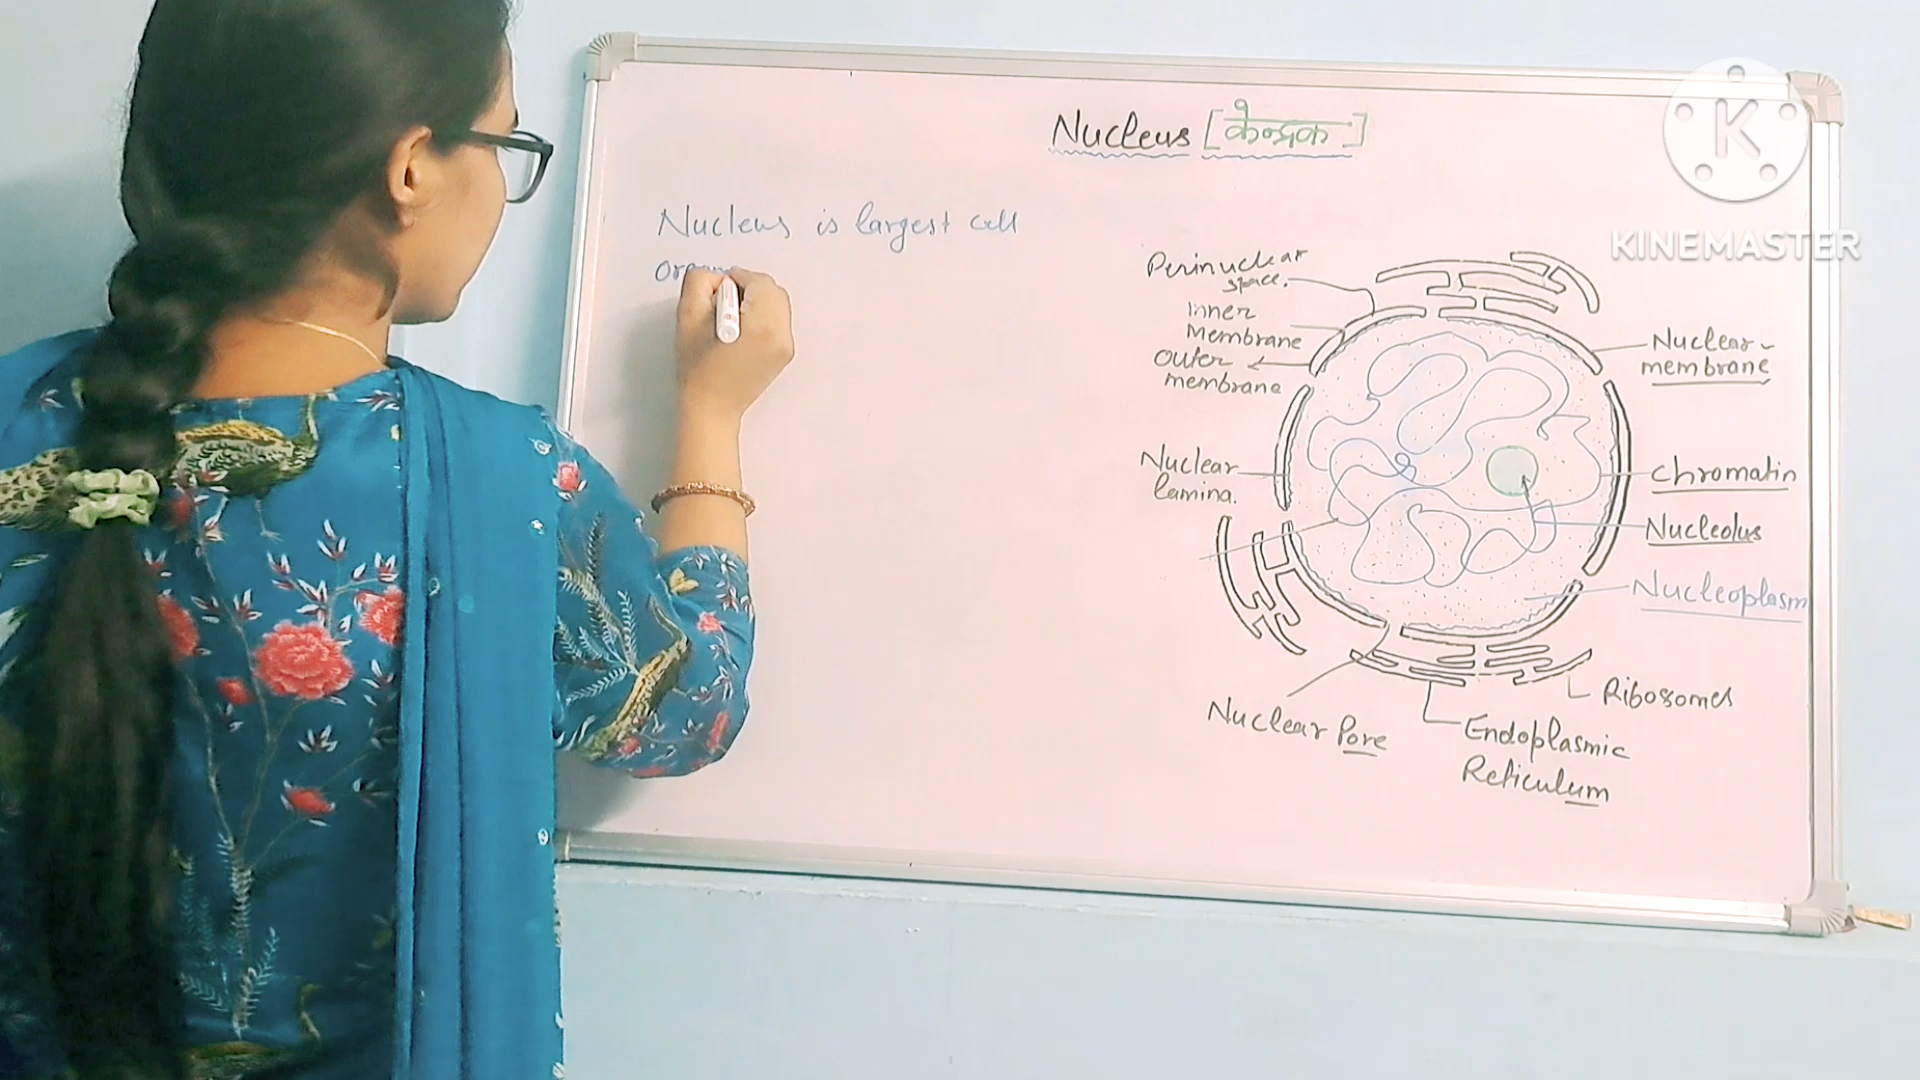 Nucleus [केन्द्रक]
Nucleus is largest cell
Perinuclear
space.
inner
Membrane
outer
membrane
Nuclear
lamina.
Nuclear
membrane
Chromatin
Nucleolus
Nucleoplasm
Ribosomes
Endoplasmic
Reticulum
Nuclear Pore
K
KINEMASTER